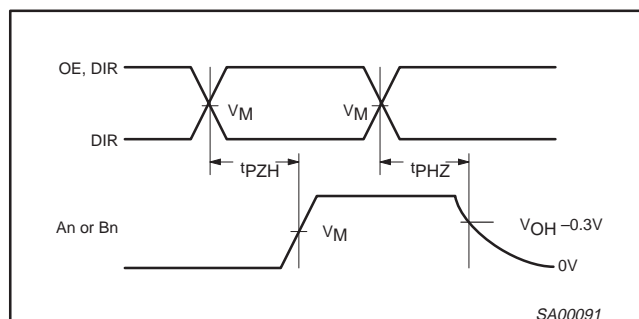 OE, DIR
VM
VM
DIR
tPZH
tPHZ
An or Bn
VM
VOH –0.3V
0V
SA00091